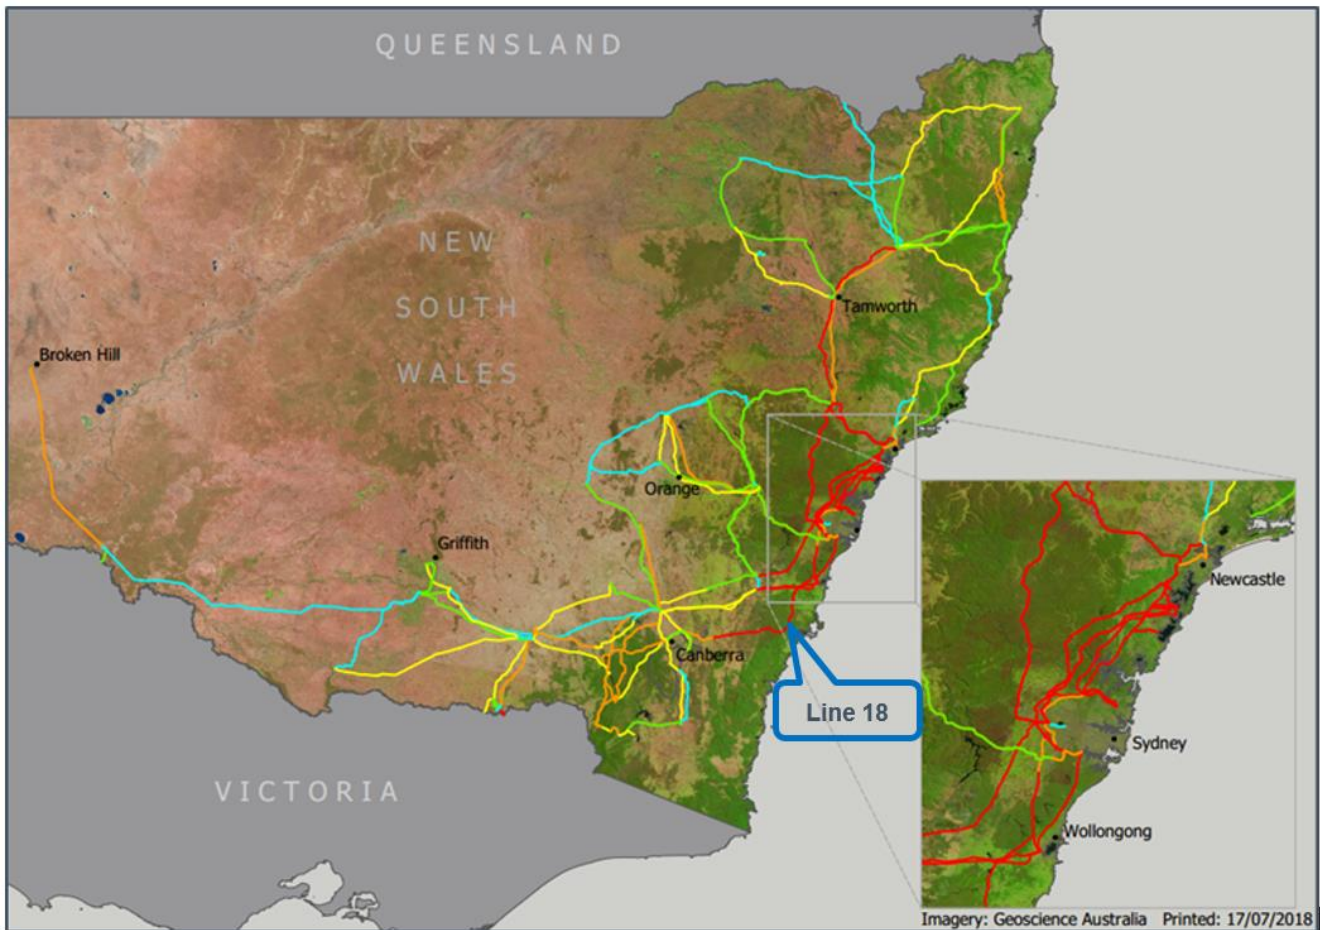 QUEENSLAND
NEW
SOUTH
WALES
Tamworth
Broken Hill
Orange
Griffith
Newcastle
Canberra
Line 18
Sydney
VICTORIA
Wollongong
Imagery: Geoscience Australia Printed: 17/07/2018